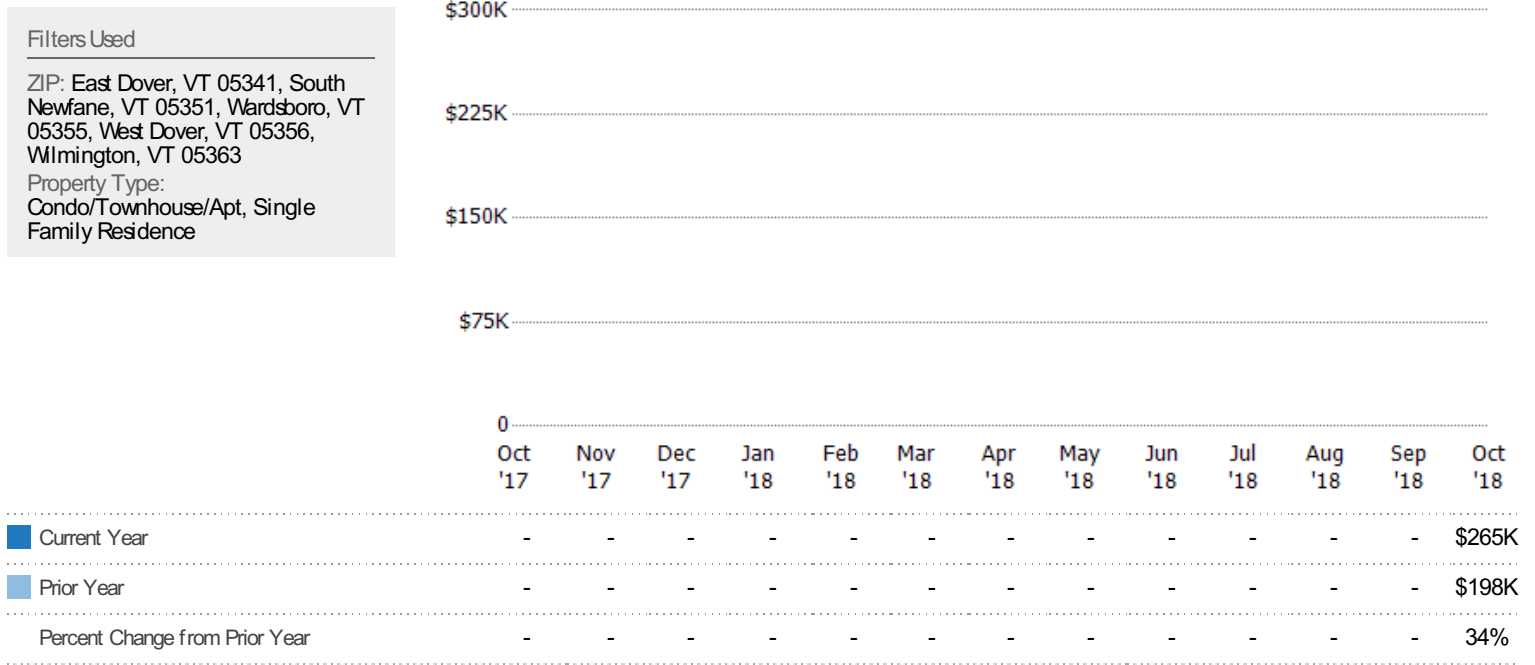 Filters Used
ZIP: East Dover, VT 05341, South
Newfane, VT 05351, Wardsboro, VT
05355, West Dover, VT 05356,
Wilmington, VT 05363
Property Type:
Condo/Townhouse/Apt, Single
Family Residence
$300K
$225K
$150K
$75K
0
Oct Nov Dec Jan Feb Mar Apr May Jun Jul Aug Sep Oct
'17 '17 '17 '18 '18 '18 '18 '18 '18 '18 '18 '18 '18
Current Year - - - - - - - - - - - - $265K
Prior Year - - - - - - - - - - - - $198K
Percent Change from Prior Year - - - - - - - - - - - - 34%